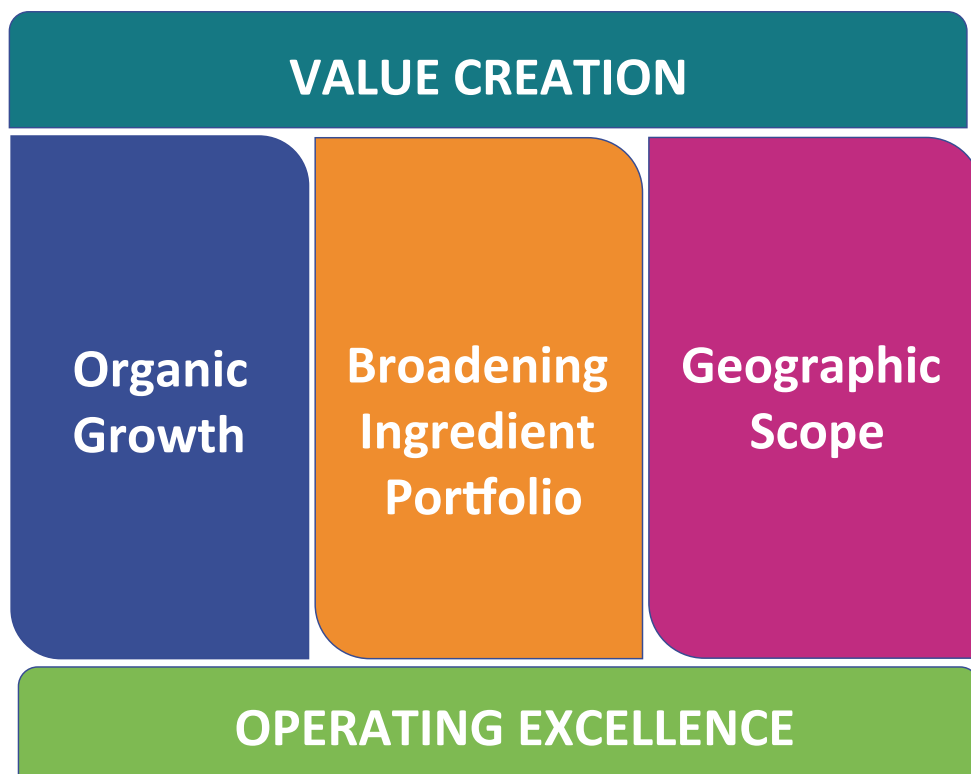 VALUE CREATION
Organic
Growth
Broadening
Ingredient
Portfolio
Geographic
Scope
OPERATING EXCELLENCE